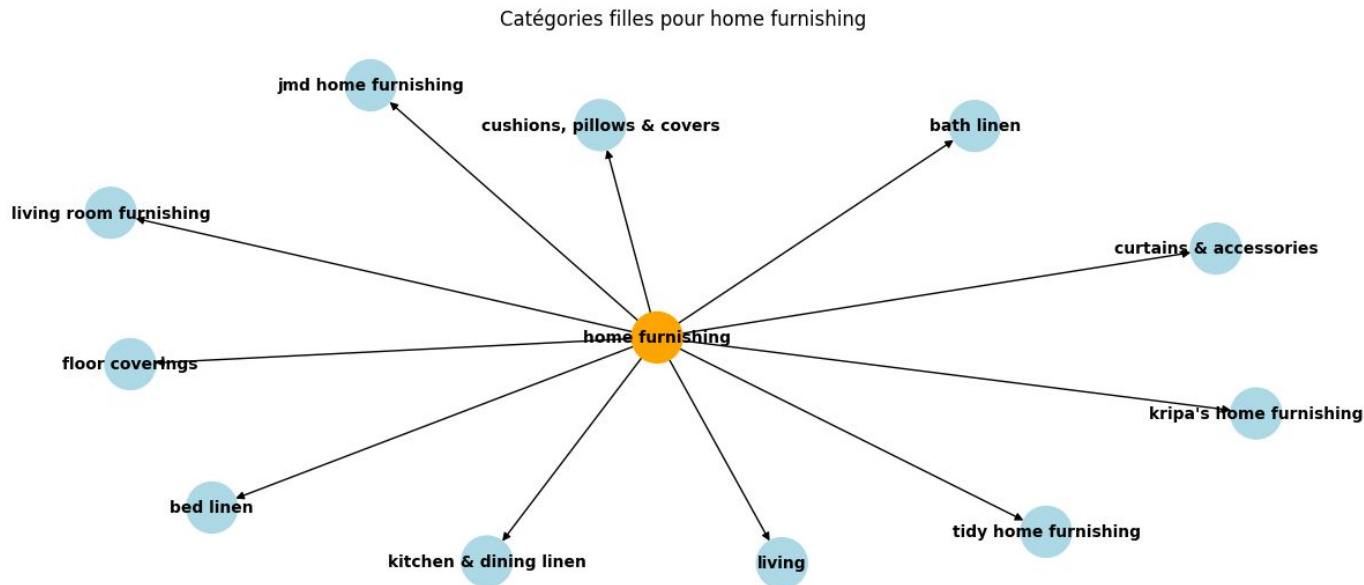 Catégories filles pour home furnishing
jmd home furnishing
cushions, pillows & covers
bath linen
living room furnishing
curtains & accessories
home furnishing
floor coverings
kripa's home furnishing
bed linen
tidy home furnishing
kitchen & dining linen
living